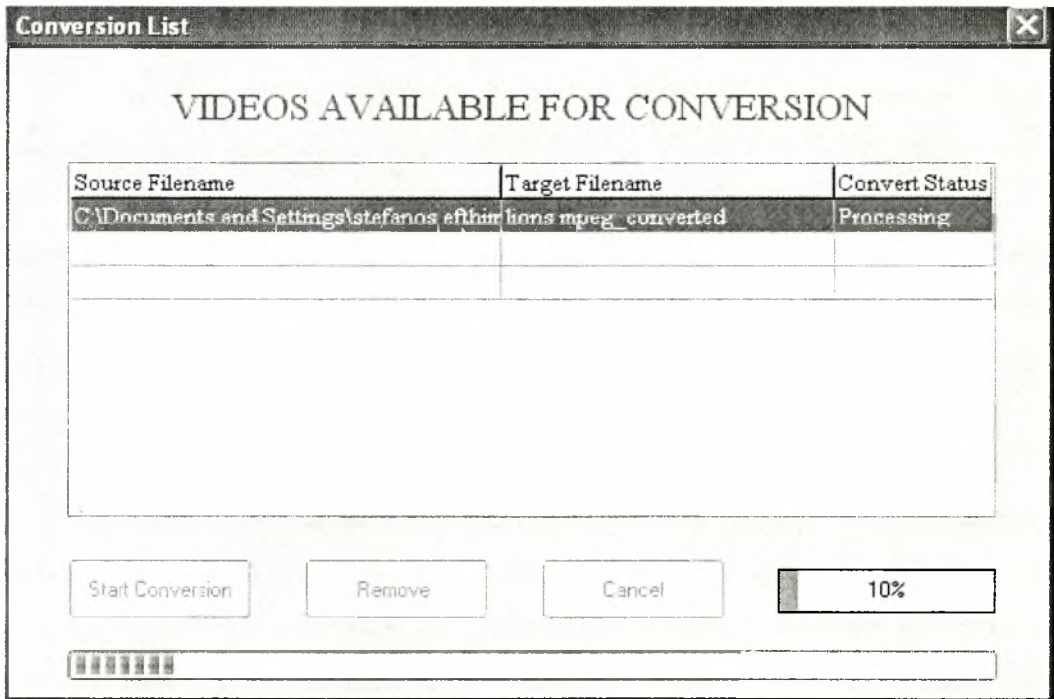 Conversion List
VIDEOS AVAILABLE FOR CONVERSION
Source Filename Target Filename Convert Status
C:\Documents and Settings\stefanos efthim lions mpeg_converted Processing
Start Conversion Remove Cancel 10%